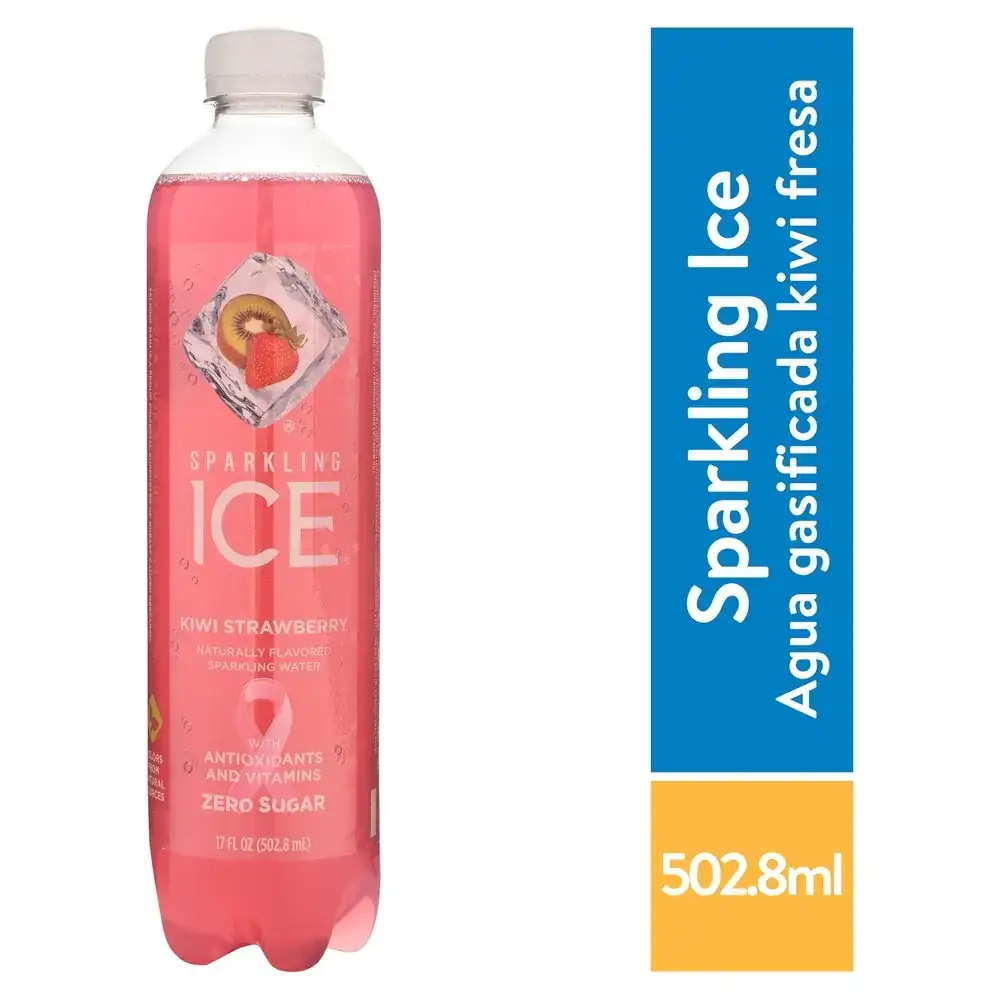 SPARKLING
ICE
KIWI STRAWBERRY
NATURALLY FLAVORED
SPARKLING WATER
WITH
ANTIOXIDANTS
AND VITAMINS
ZERO SUGAR
17 FL OZ (502.8 mL)
Sparkling Ice
Agua gasificada kiwi fresa
502.8ml